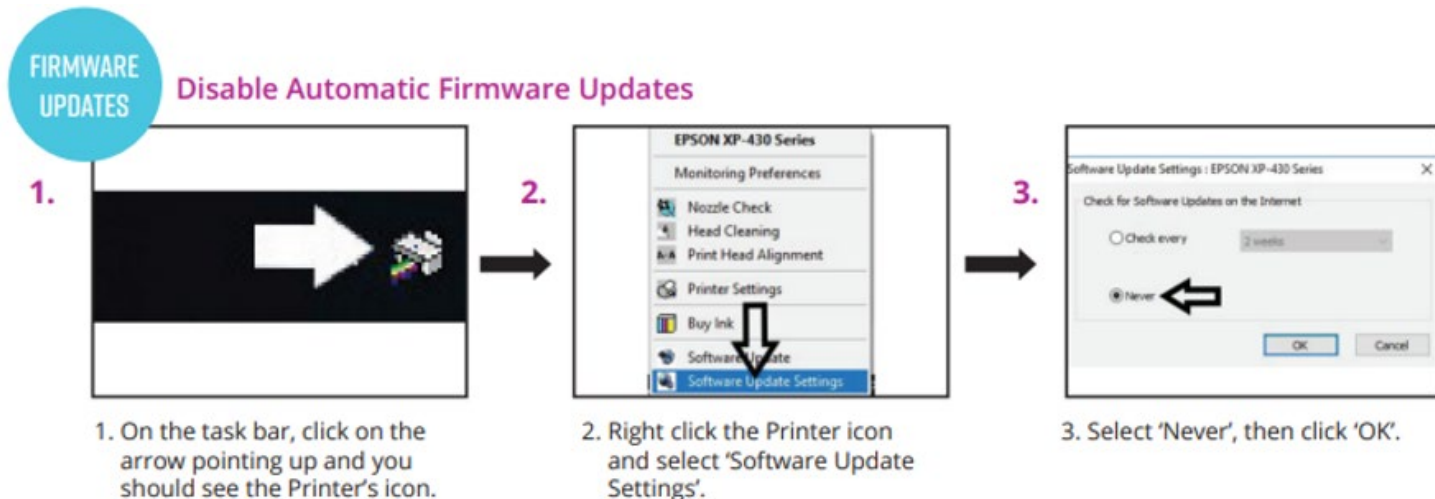 FIRMWARE
UPDATES
Disable Automatic Firmware Updates
1.
2.
EPSON XP-430 Series
Monitoring Preferences
Nozzle Check
Head Cleaning
Print Head Alignment
Printer Settings
Buy Ink
Software Update
Software Update Settings
3.
Software Update Settings : EPSON XP-430 Series
Check for Software Updates on the Internet
Check every
2 weeks
Never
OK
Cancel
1. On the task bar, click on the
arrow pointing up and you
should see the Printer's icon.
2. Right click the Printer icon
and select ‘Software Update
Settings’.
3. Select ‘Never’, then click ‘OK’.